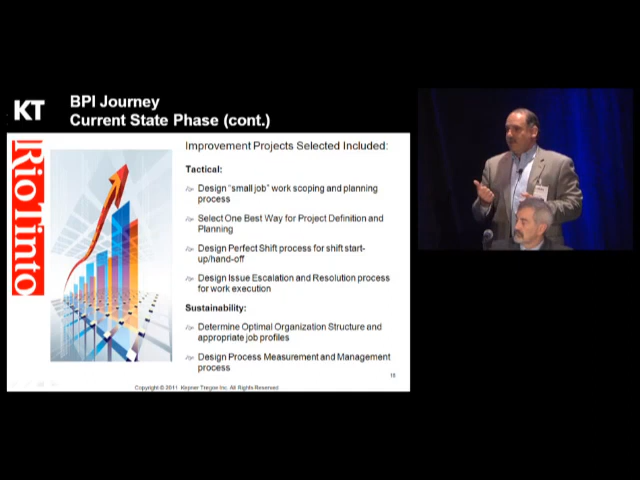 KT
BPI Journey
Current State Phase (cont.)
RioTinto
Improvement Projects Selected Included:
Tactical:
Design "small job" work scoping and planning
process
Select One Best Way for Project Definition and
Planning
Design Perfect Shift process for shift start-
up/hand-off
Design Issue Escalation and Resolution process
for work execution
Sustainability:
Determine Optimal Organization Structure and
appropriate job profiles
Design Process Measurement and Management
process
Copyright © 2011 Kepner Tregoe Inc. All Rights Reserved